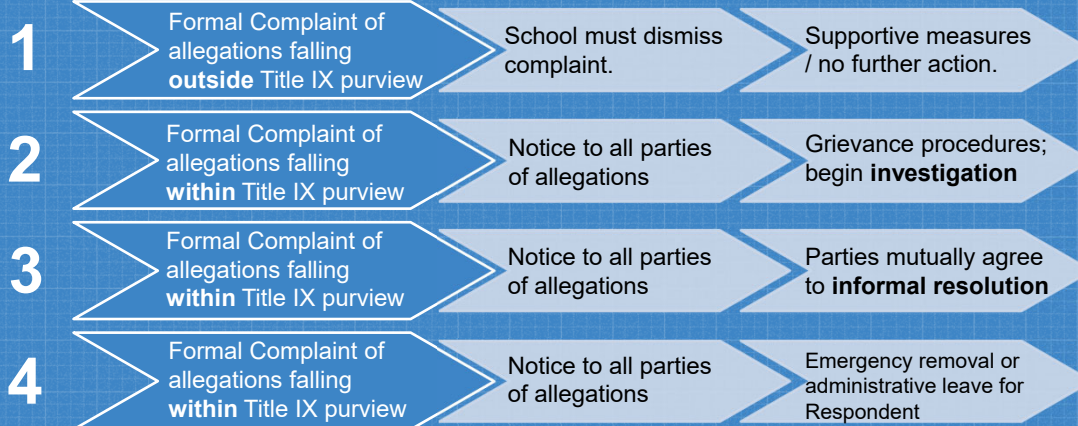 1
Formal Complaint of
allegations falling
outside Title IX purview
School must dismiss
complaint.
Supportive measures
/ no further action.
2
Formal Complaint of
allegations falling
within Title IX purview
Notice to all parties
of allegations
Grievance procedures;
begin investigation
3
Formal Complaint of
allegations falling
within Title IX purview
Notice to all parties
of allegations
Parties mutually agree
to informal resolution
4
Formal Complaint of
allegations falling
within Title IX purview
Notice to all parties
of allegations
Emergency removal or
administrative leave for
Respondent